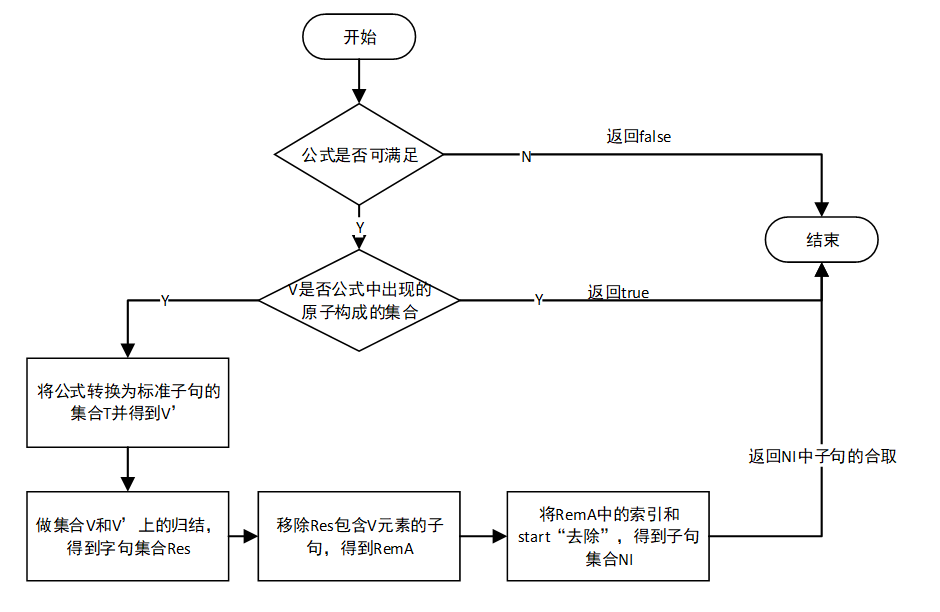 开始
返回false
公式是否可满足
N
Y
结束
V是否公式中出现的
原子构成的集合
Y
Y
返回true
将公式转换为标准子句的
集合T并得到V’
返回NI中子句的合取
做集合V和V’上的归结，
得到字句集合Res
移除Res包含V元素的子
句，得到RemA
将RemA中的索引和
start“去除”，得到子句
集合NI